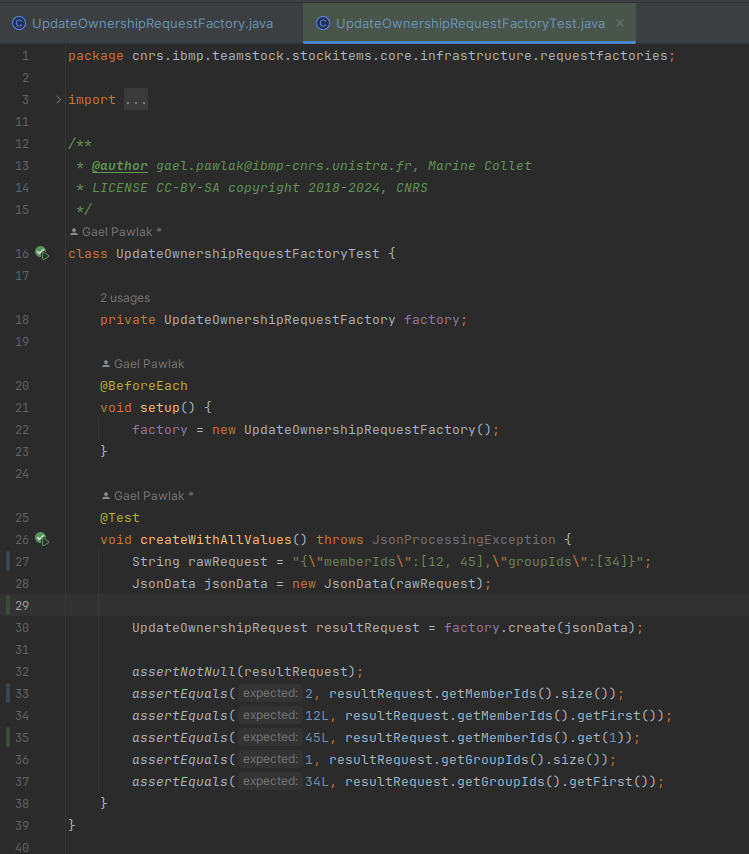 UpdateOwnershipRequestFactory.java UpdateOwnershipRequestFactoryTest.java
1 package cnrs.ibmp.teamstock.stockitems.core.infrastructure.requestfactories;
2
3 import ...
11
12 /**
13 * @author gael.pawlak@ibmp-cnrs.unistra.fr, Marine Collet
14 * LICENSE CC-BY-SA copyright 2018-2024, CNRS
15 */
Gael Pawlak *
16 class UpdateOwnershipRequestFactoryTest {
17
2 usages
18 private UpdateOwnershipRequestFactory factory;
19
Gael Pawlak
20 @BeforeEach
21 void setup() {
22 factory = new UpdateOwnershipRequestFactory();
23 }
24
Gael Pawlak *
25 @Test
26 void createWithAllValues() throws JsonProcessingException {
27 String rawRequest = "{\"memberIds\":[12, 45],\"groupIds\":[34]}";
28 JsonData jsonData = new JsonData(rawRequest);
29
30 UpdateOwnershipRequest resultRequest = factory.create(jsonData);
31
32 assertNotNull(resultRequest);
33 assertEquals( expected: 2, resultRequest.getMemberIds().size());
34 assertEquals( expected: 12L, resultRequest.getMemberIds().getFirst());
35 assertEquals( expected: 45L, resultRequest.getMemberIds().get(1));
36 assertEquals( expected: 1, resultRequest.getGroupIds().size());
37 assertEquals( expected: 34L, resultRequest.getGroupIds().getFirst());
38 }
39 }
40